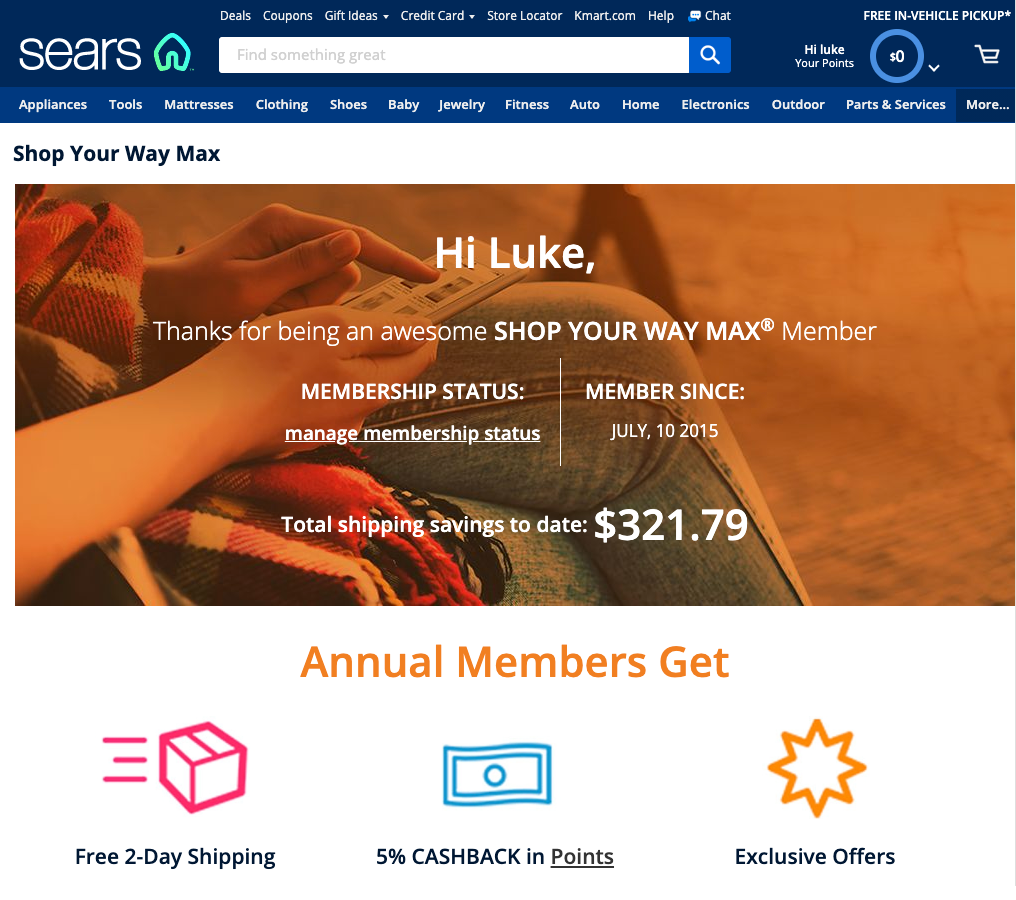 Deals Coupons Gift Ideas Credit Card Store Locator Kmart.com Help Chat
FREE IN-VEHICLE PICKUP*
sears
Find something great
Hi luke
Your Points
$0
Appliances Tools Mattresses Clothing Shoes Baby Jewelry Fitness Auto Home Electronics Outdoor Parts & Services More...
Shop Your Way Max
Hi Luke,
Thanks for being an awesome SHOP YOUR WAY MAX® Member
MEMBERSHIP STATUS:
manage membership status
MEMBER SINCE:
JULY, 10 2015
Total shipping savings to date: $321.79
Annual Members Get
Free 2-Day Shipping
5% CASHBACK in Points
Exclusive Offers